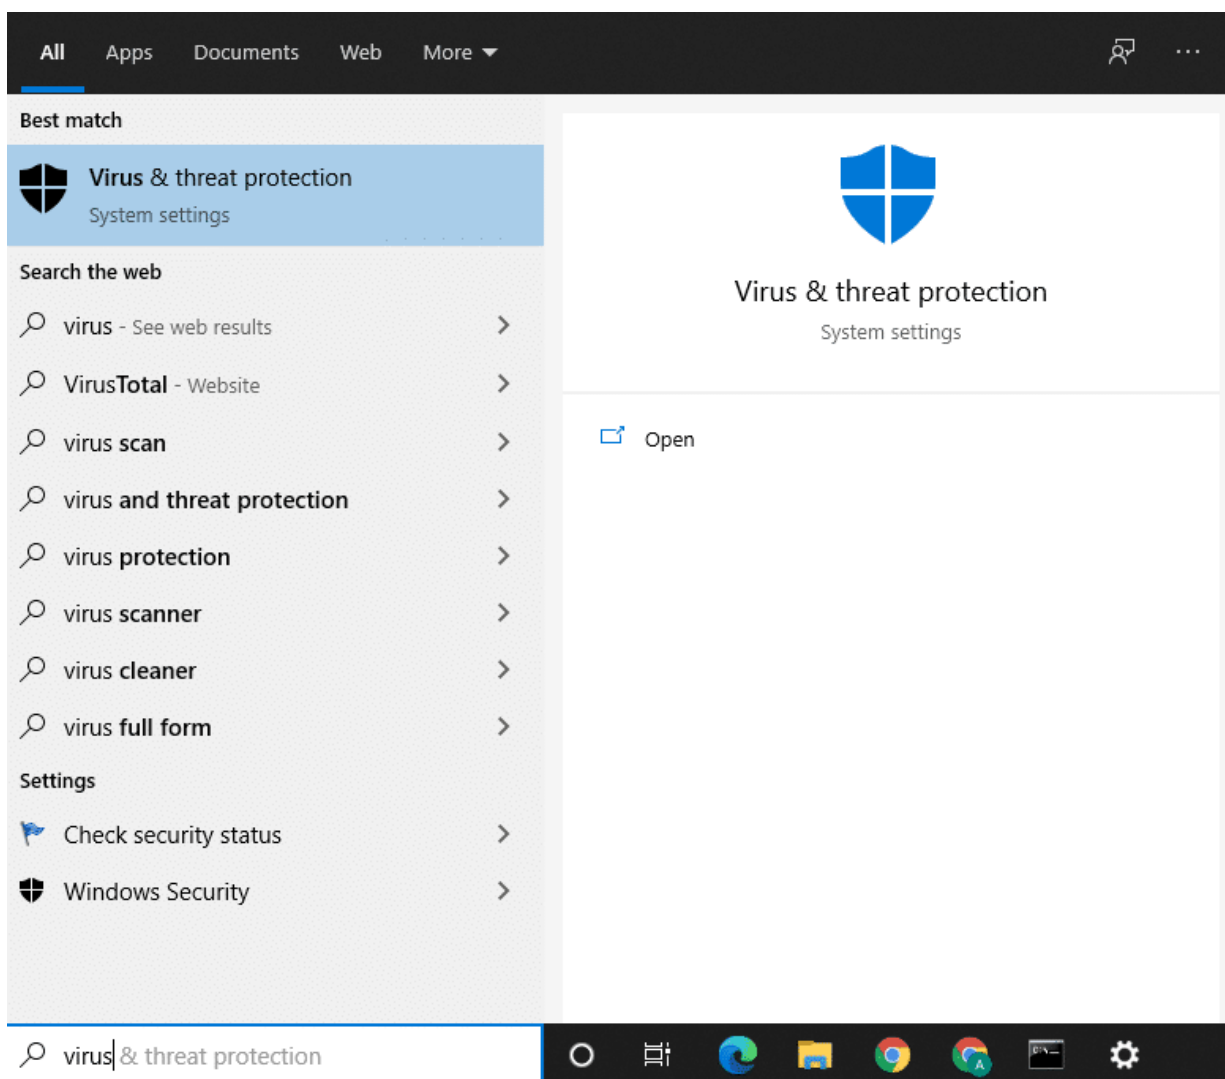 All Apps Documents Web More
Best match
Virus & threat protection
System settings
Search the web
virus - See web results
VirusTotal - Website
virus scan
virus and threat protection
virus protection
virus scanner
virus cleaner
virus full form
Settings
Check security status
Windows Security
virus & threat protection
Virus & threat protection
System settings
Open
A